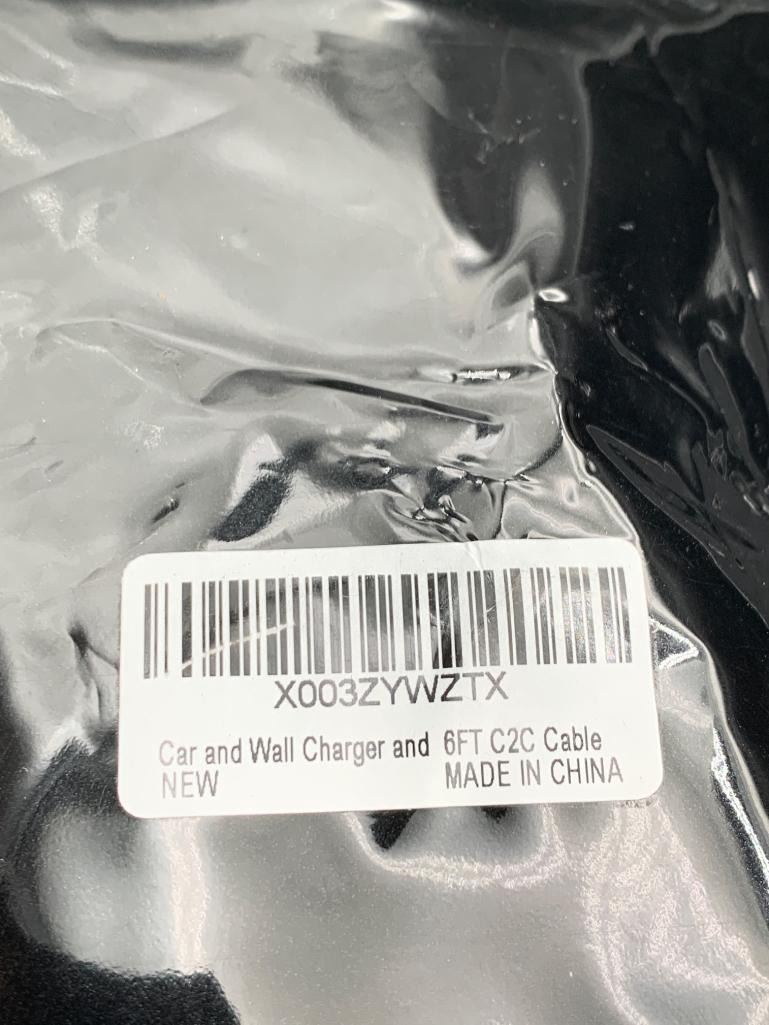 X003ZYWZTX
Car and Wall Charger and 6FT C2C Cable
NEW MADE IN CHINA